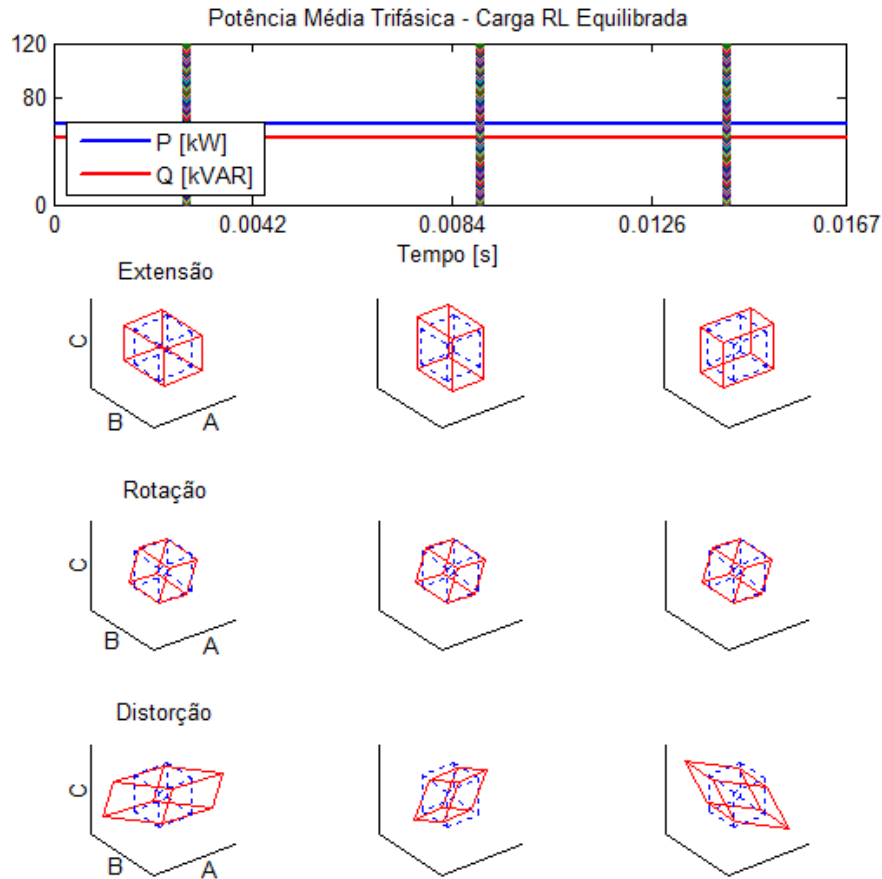 Potência Média Trifásica - Carga RL Equilibrada
120
80
0
P [kW]
Q [kVAR]
0 0.0042 0.0084 0.0126 0.0167
Tempo [s]
Extensão
C
B A
Rotação
C
B A
Distorção
C
B A